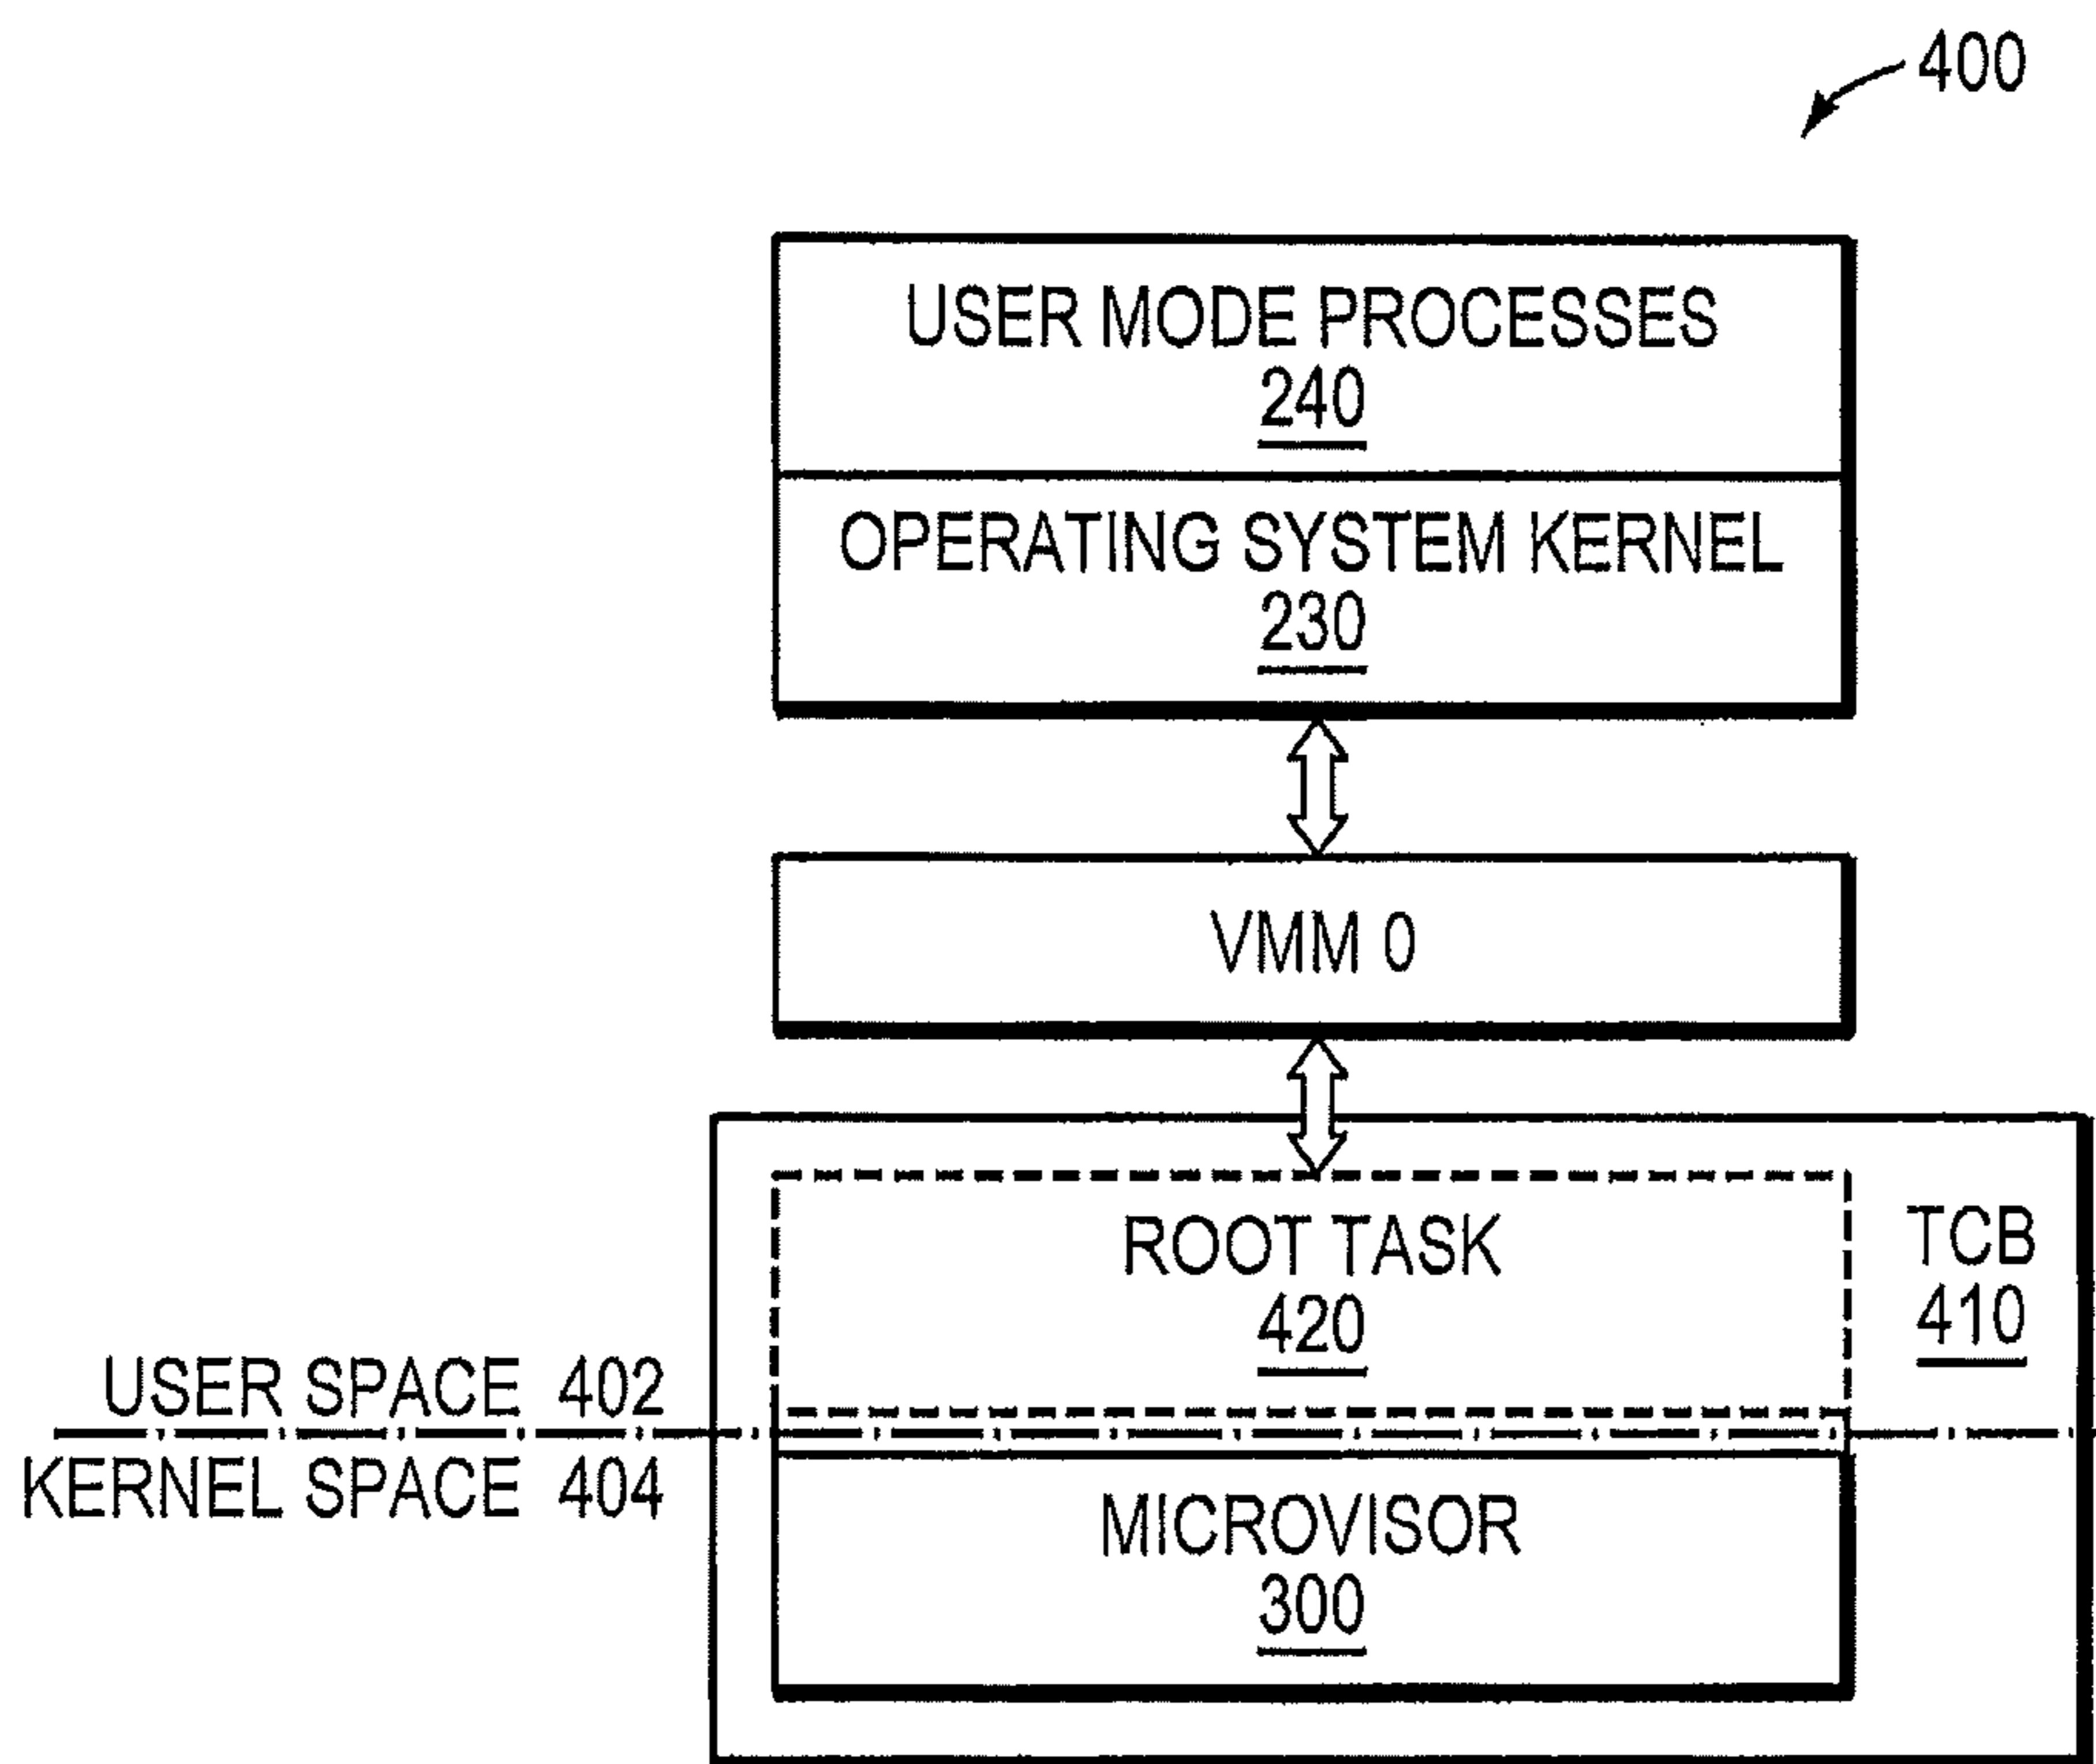 400
USER MODE PROCESSES
240
OPERATING SYSTEM KERNEL
230
VMM 0
ROOT TASK
420
TCB
410
USER SPACE 402
KERNEL SPACE 404
MICROVISOR
300